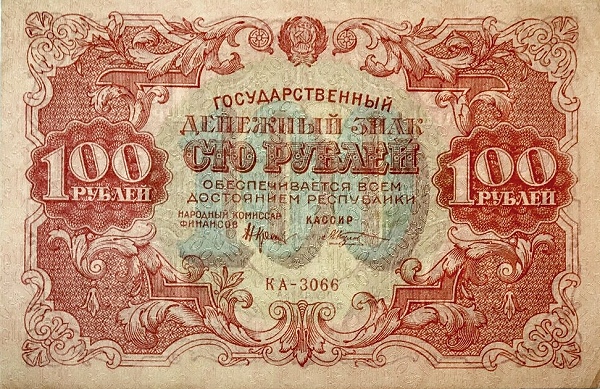 ГОСУДАРСТВЕННЫЙ
ДЕНЕЖНЫЙ ЗНАК
СТО РУБЛЕЙ
100
РУБЛЕЙ
100
РУБЛЕЙ
100
ОБЕСПЕЧИВАЕТСЯ ВСЕМ
ДОСТОЯНИЕМ РЕСПУБЛИКИ
НАРОДНЫЙ КОМИССАР
ФИНАНСОВ
КАССИР
КА-3066